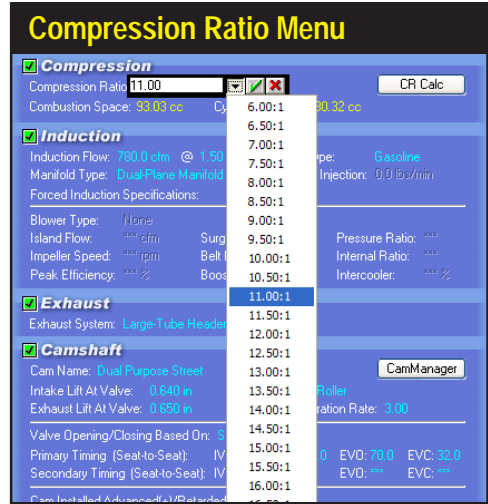 Compression Ratio Menu
Compression
Compression Ratio 11.00 CR Calc
Combustion Space: 93.03 cc
Induction
Induction Flow: 780.0 cfm @ 1.50 Gasoline
Manifold Type: Dual-Plane Manifold Injection: 0.0 lbs/min
Forced Induction Specifications:
Blower Type: None
Island Flow: *** cfm Pressure Ratio: ***
Impeller Speed: *** rpm Belt Internal Ratio: ***
Peak Efficiency: *** % Intercooler: *** %
Exhaust
Exhaust System: Large-Tube Header
Camshaft
Cam Name: Dual Purpose Street CamManager
Intake Lift At Valve: 0.640 in Roller
Exhaust Lift At Valve: 0.650 in Rate: 3.00
Valve Opening/Closing Based On:
Primary Timing (Seat-to-Seat): EVO: 70.0 EVC: 32.0
Secondary Timing (Seat-to-Seat): EVO: *** EVC: ***
6.00:1
6.50:1
7.00:1
7.50:1
8.00:1
8.50:1
9.00:1
9.50:1
10.00:1
10.50:1
11.00:1
11.50:1
12.00:1
12.50:1
13.00:1
13.50:1
14.00:1
14.50:1
15.00:1
15.50:1
16.00:1